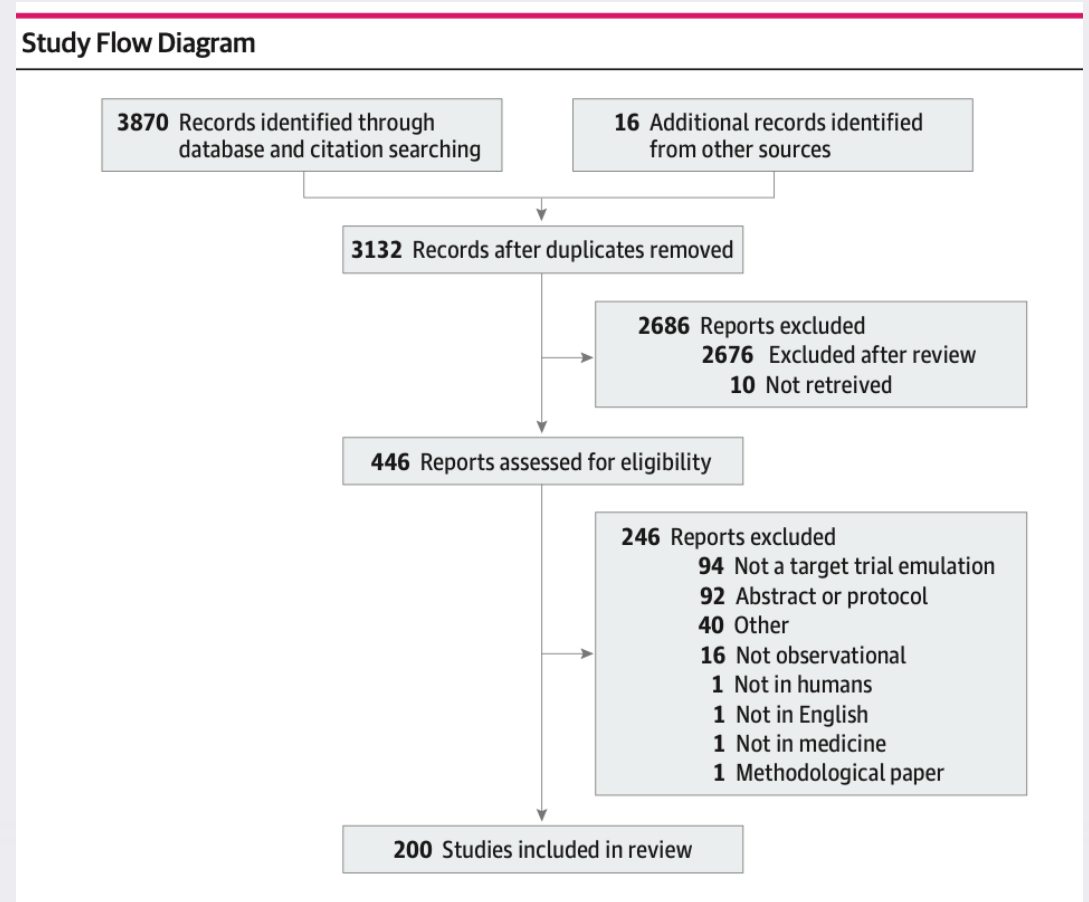 Study Flow Diagram
3870 Records identified through
database and citation searching
16 Additional records identified
from other sources
3132 Records after duplicates removed
2686 Reports excluded
2676 Excluded after review
10 Not retreived
446 Reports assessed for eligibility
246 Reports excluded
94 Not a target trial emulation
92 Abstract or protocol
40 Other
16 Not observational
1 Not in humans
1 Not in English
1 Not in medicine
1 Methodological paper
200 Studies included in review